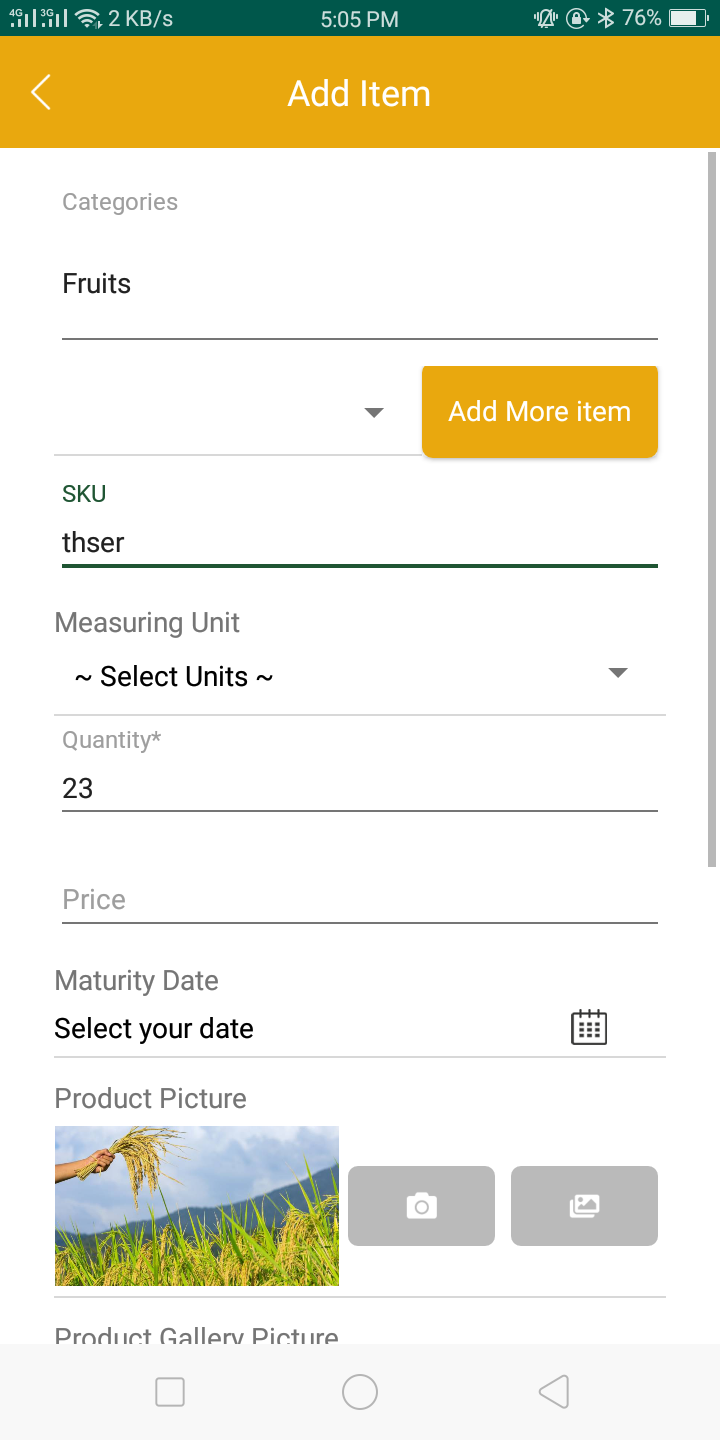 4G 3G 2 KB/s 5:05 PM 76%
Add Item
Categories
Fruits
Add More item
SKU
thser
Measuring Unit
~ Select Units ~
Quantity*
23
Price
Maturity Date
Select your date
Product Picture
Product Gallery Picture